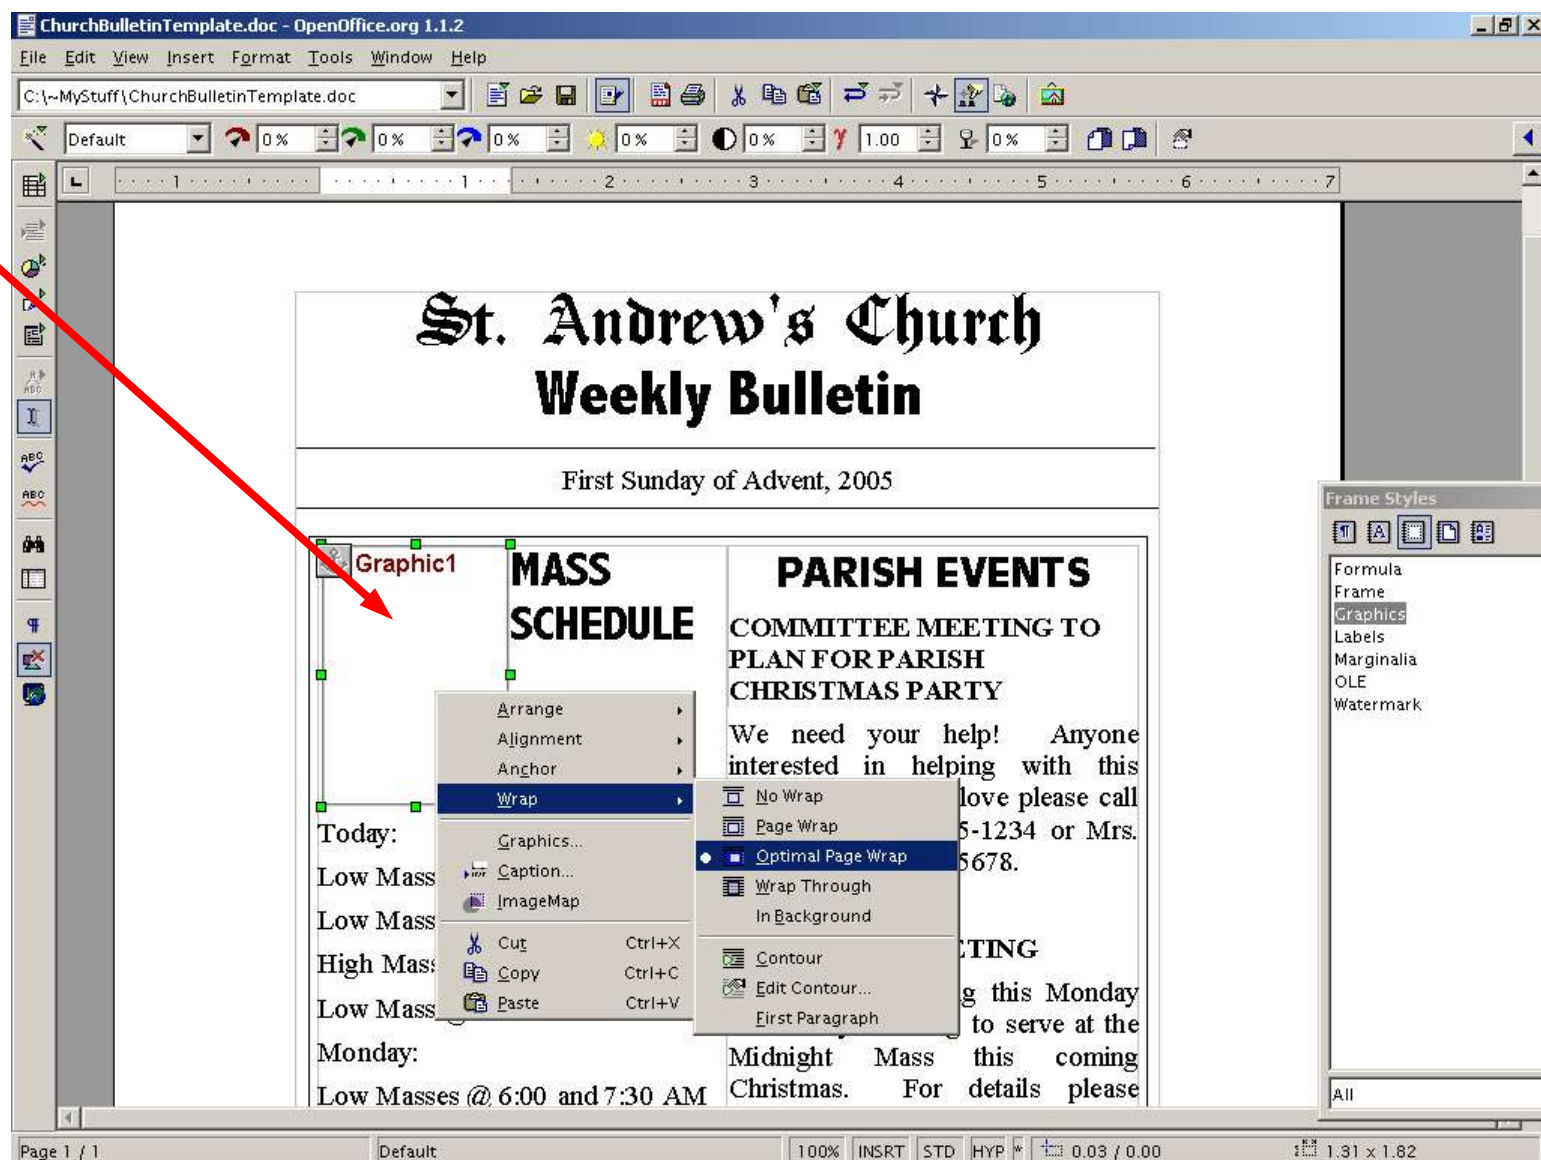 ChurchBulletinTemplate.doc - OpenOffice.org 1.1.2
File Edit View Insert Format Tools Window Help
C:\~MyStuff\ChurchBulletinTemplate.doc
Default 0% 0% 0% 0% 0% 1.00 0%
1 1 2 3 4 5 6 7
St. Andrew's Church
Weekly Bulletin
First Sunday of Advent, 2005
Graphic1
MASS
SCHEDULE
Today:
Low Mass
Low Mass
High Mass
Low Mass
Monday:
Low Masses @ 6:00 and 7:30 AM
PARISH EVENTS
COMMITTEE MEETING TO
PLAN FOR PARISH
CHRISTMAS PARTY
We need your help! Anyone
interested in helping with this
love please call
5-1234 or Mrs.
5678.
TING
g this Monday
to serve at the
Midnight Mass this coming
Christmas. For details please
Arrange
Alignment
Anchor
Wrap
Graphics...
Caption...
ImageMap
Cut Ctrl+X
Copy Ctrl+C
Paste Ctrl+V
No Wrap
Page Wrap
Optimal Page Wrap
Wrap Through
In Background
Contour
Edit Contour...
First Paragraph
Frame Styles
Formula
Frame
Graphics
Labels
Marginalia
OLE
Watermark
All
Page 1 / 1 Default 100% INSRT STD HYP * 0.03 / 0.00 1.31 x 1.82